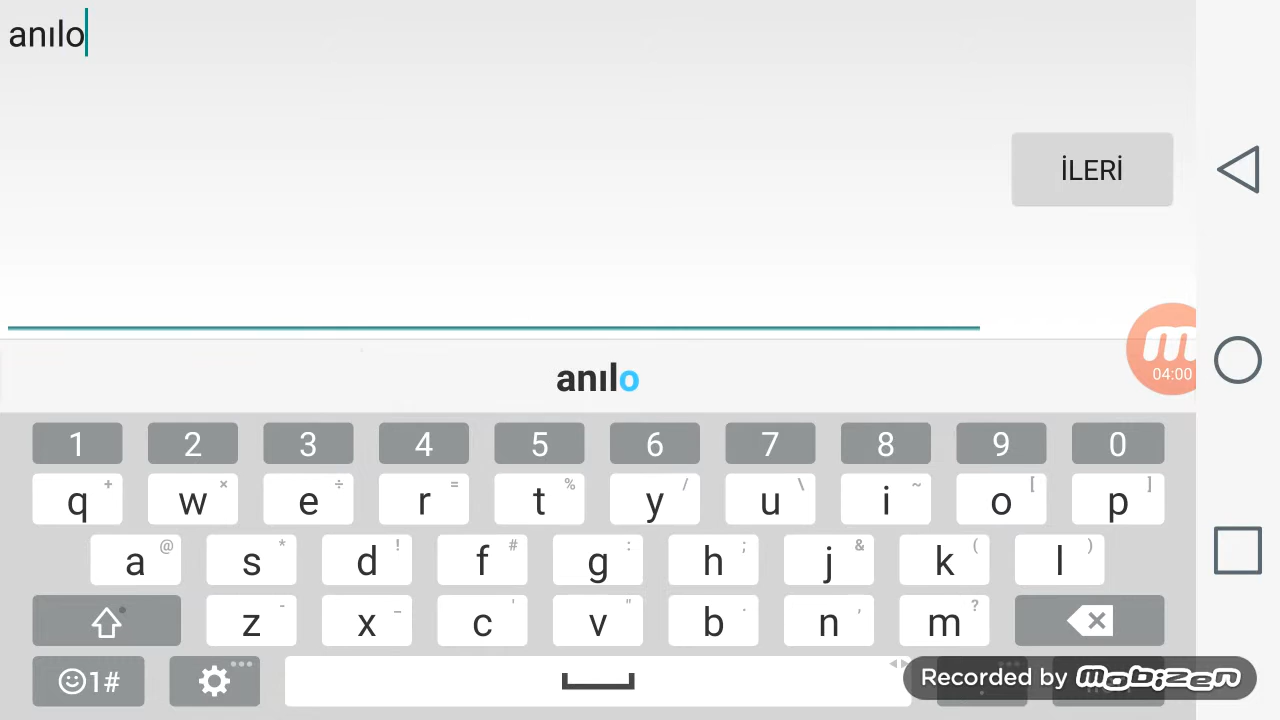 anılo
İLERİ
04:00
anılo
1 2 3 4 5 6 7 8 9 0
q + w × e ÷ r = t % y / u \ i ~ o [ p ]
a @ s * d ! f # g : h ; j & k ( l )
z - x _ c ' v " b . n , m ?
1#
Recorded by mobizen